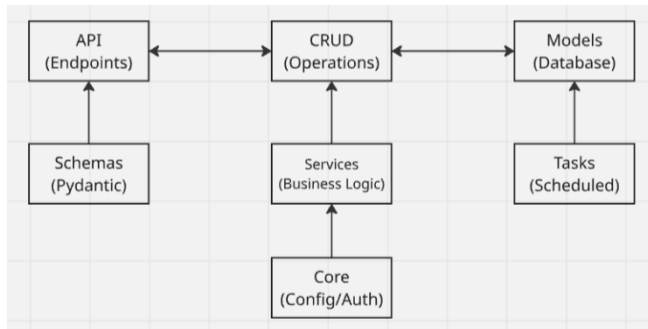 API
(Endpoints)
CRUD
(Operations)
Models
(Database)
Schemas
(Pydantic)
Services
(Business Logic)
Tasks
(Scheduled)
Core
(Config/Auth)